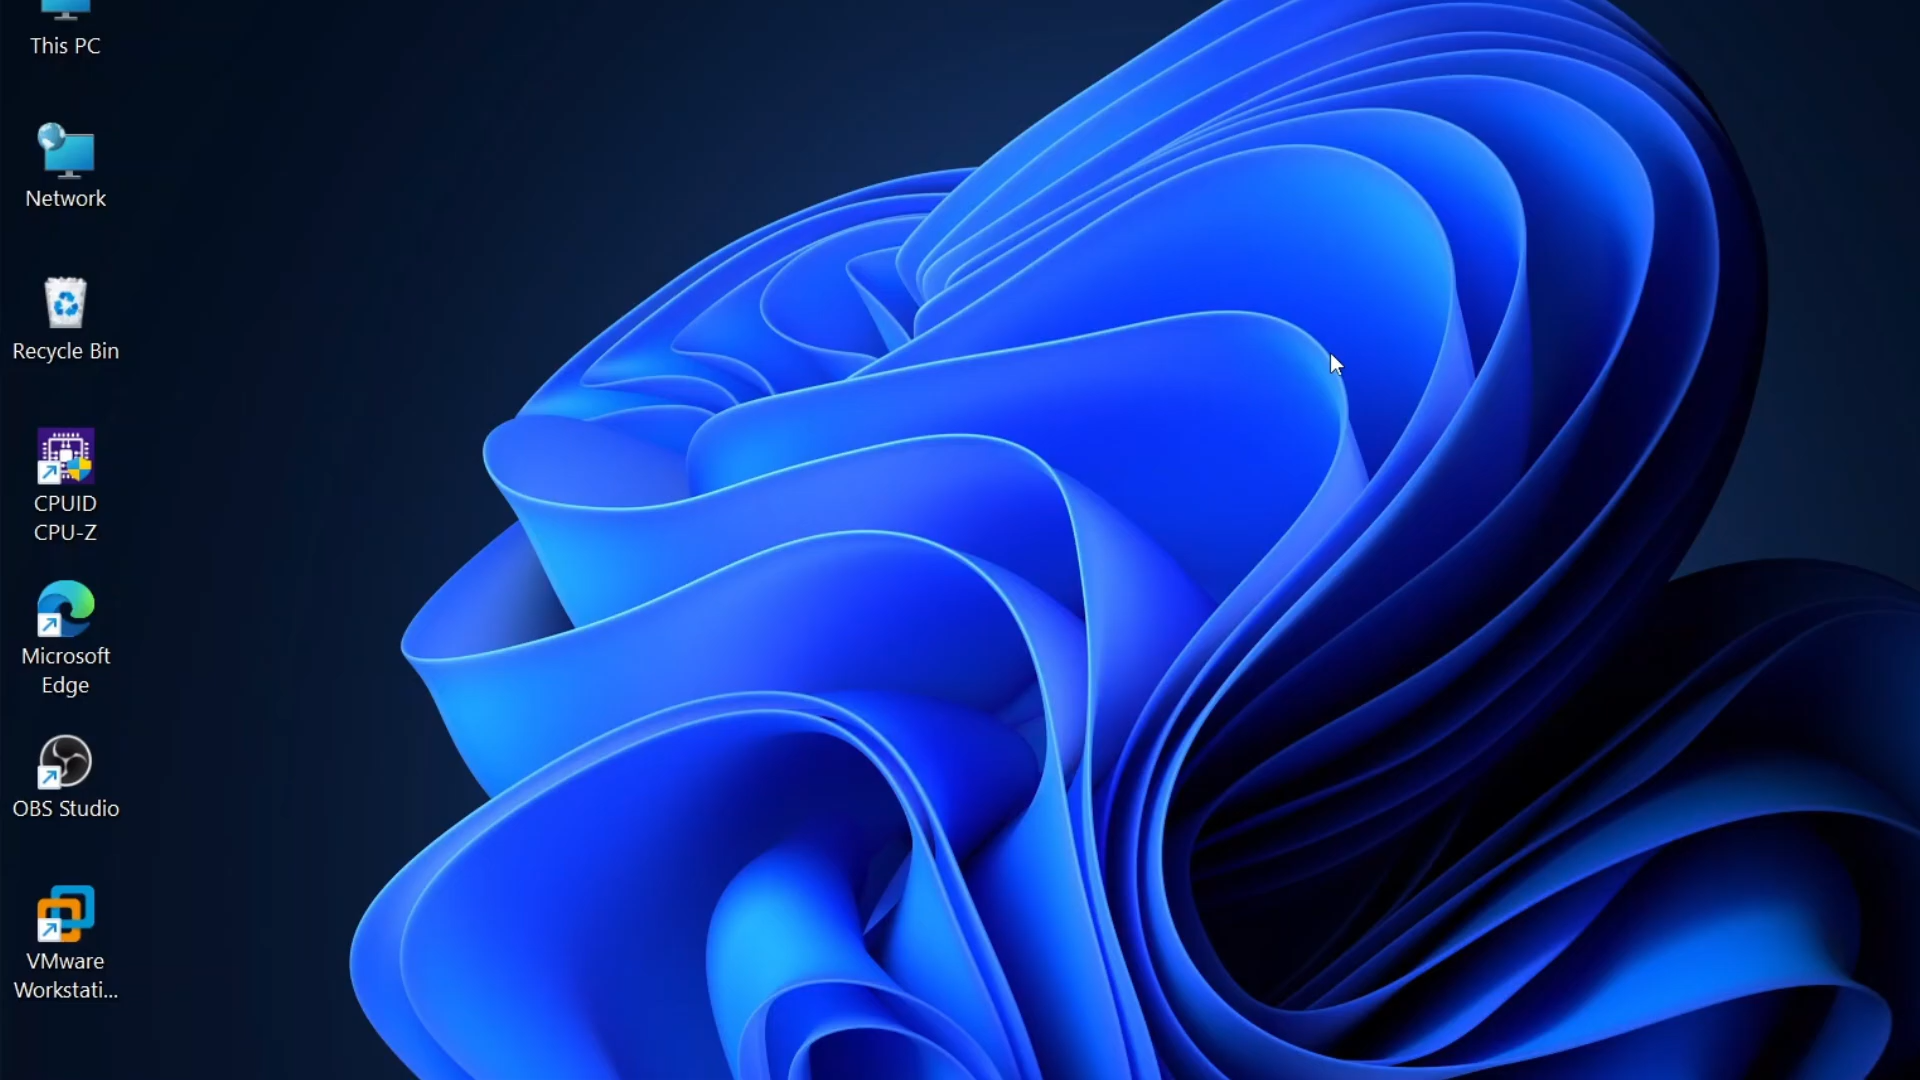 This PC
Network
Recycle Bin
CPUID
CPU-Z
Microsoft
Edge
OBS Studio
VMware
Workstati...